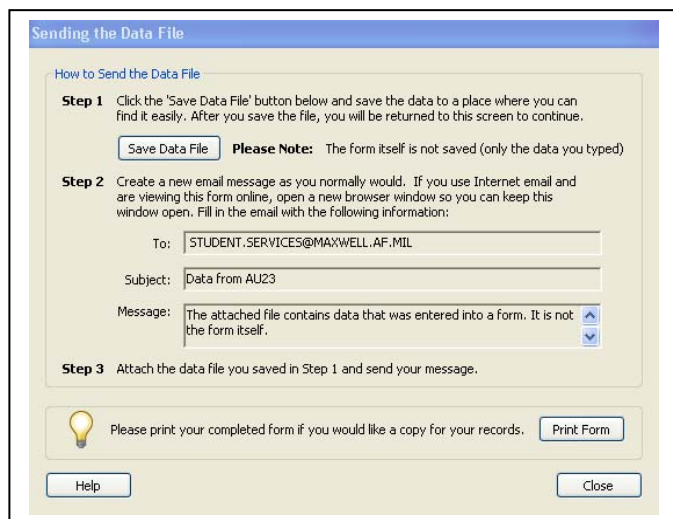 Sending the Data File
How to Send the Data File
Step 1 Click the 'Save Data File' button below and save the data to a place where you can
find it easily. After you save the file, you will be returned to this screen to continue.
Save Data File Please Note: The form itself is not saved (only the data you typed)
Step 2 Create a new email message as you normally would. If you use Internet email and
are viewing this form online, open a new browser window so you can keep this
window open. Fill in the email with the following information:
To: STUDENT.SERVICES@MAXWELL.AF.MIL
Subject: Data from AU23
Message: The attached file contains data that was entered into a form. It is not
the form itself.
Step 3 Attach the data file you saved in Step 1 and send your message.
Please print your completed form if you would like a copy for your records. Print Form
Help Close